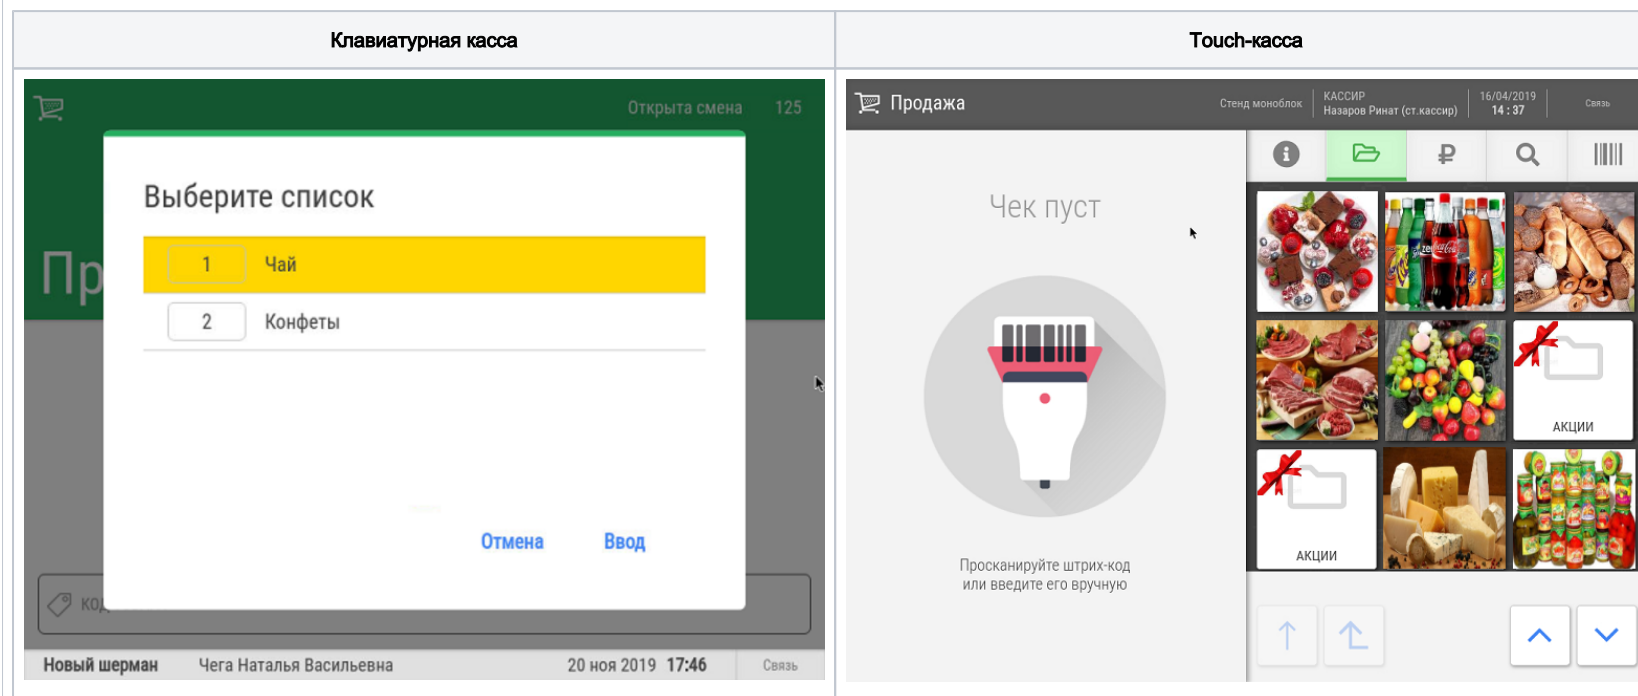 Клавиатурная касса
Touch-касса
Открыта смена 125
Пр
Выберите список
1 Чай
2 Конфеты
Отмена Ввод
код
Новый шерман Чега Наталья Васильевна 20 ноя 2019 17:46 Связь
Продажа
Стенд моноблок
КАССИР
Назаров Ринат (ст.кассир)
16/04/2019
14 : 37
Связь
Чек пуст
Просканируйте штрих-код
или введите его вручную
АКЦИИ
АКЦИИ